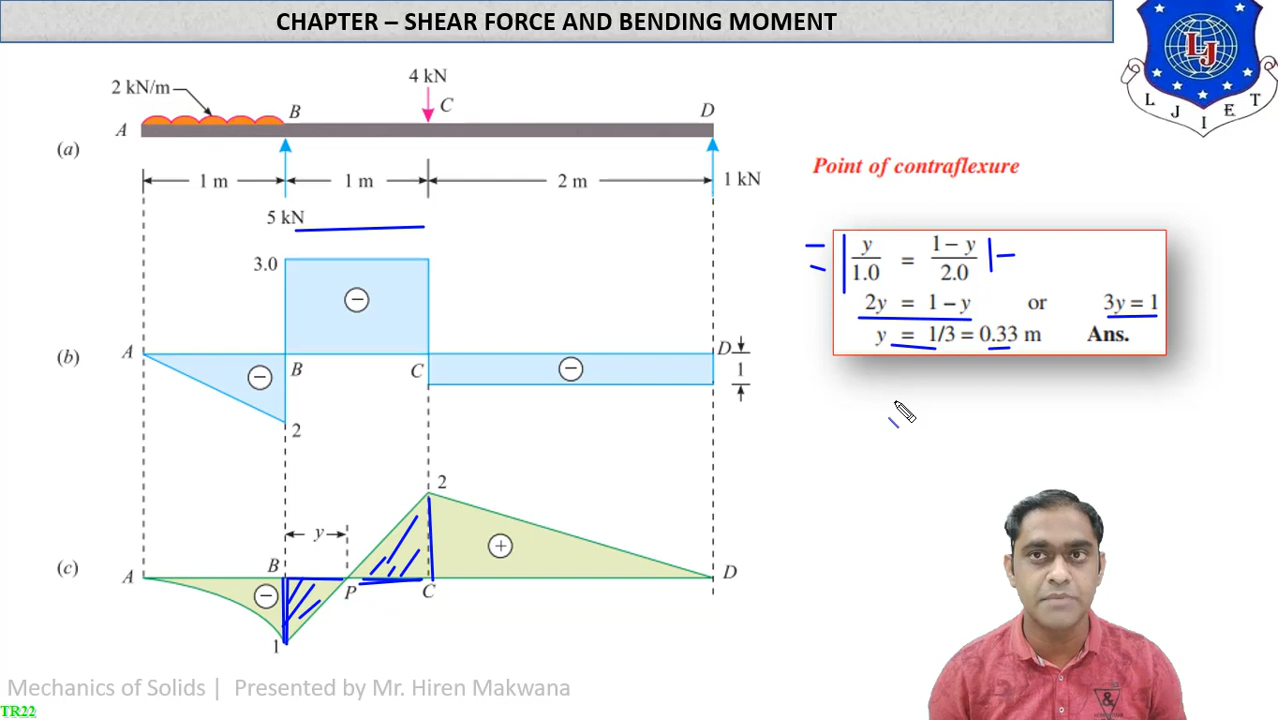 CHAPTER – SHEAR FORCE AND BENDING MOMENT
LJ
L J I E T
4 kN
2 kN/m
B
C
D
A
(a)
1 m
1 m
2 m
1 kN
5 kN
Point of contraflexure
y/1.0 = 1 – y/2.0
2y = 1 – y or 3y = 1
y = 1/3 = 0.33 m Ans.
3.0
−
(b)
A
−
B
C
−
D
1
2
2
y
+
(c)
A
B
−
P
C
D
1
&
Mechanics of Solids | Presented by Mr. Hiren Makwana
TR22